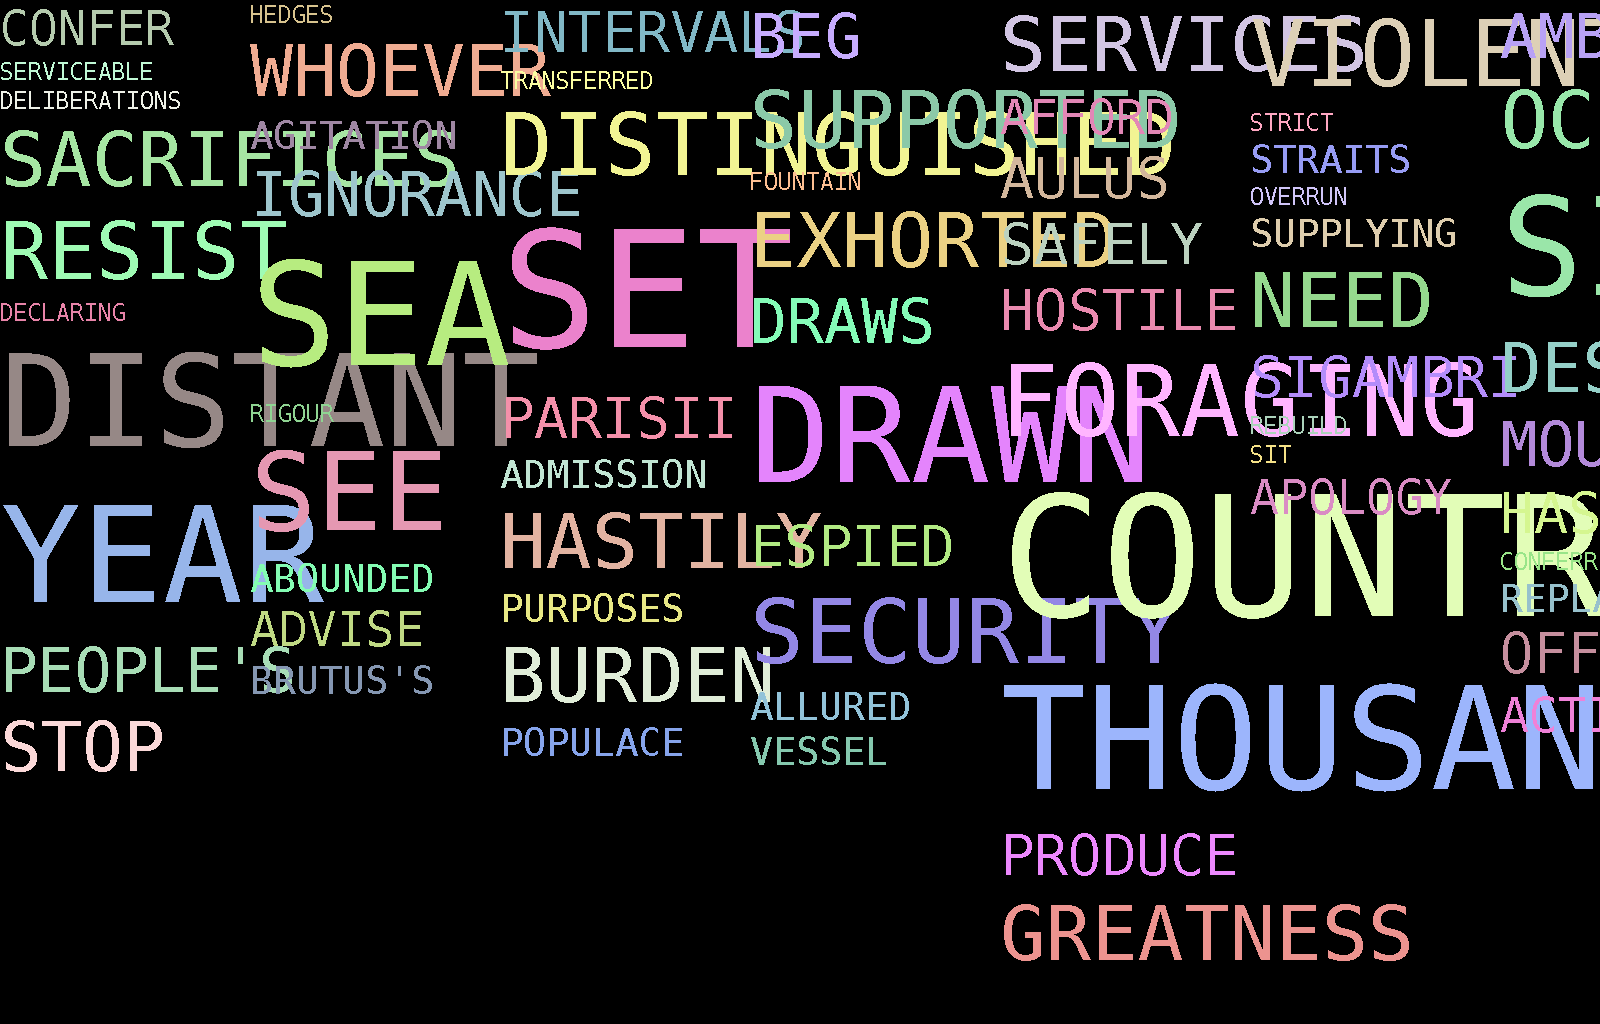 CONFER
SERVICEABLE
DELIBERATIONS
SACRIFICES
RESIST
DECLARING
DISTANT
YEAR
PEOPLE'S
STOP
HEDGES
WHOEVER
AGITATION
IGNORANCE
SEA
RIGOUR
SEE
ABOUNDED
ADVISE
BRUTUS'S
INTERVALS
TRANSFERRED
DISTINGUISHED
SET
PARISII
ADMISSION
HASTILY
PURPOSES
BURDEN
POPULACE
BEG
SUPPORTED
FOUNTAIN
EXHORTED
DRAWS
DRAWN
ESPIED
SECURITY
ALLURED
VESSEL
SERVICES
AFFORD
AULUS
SAFELY
HOSTILE
FORAGING
COUNTR
THOUSAN
PRODUCE
GREATNESS
VIOLEN
STRICT
STRAITS
OVERRUN
SUPPLYING
NEED
SIGAMBRI
REBUILD
SIT
APOLOGY
AMB
OC
DES
MOU
HAS
CONFERR
REPLA
OFF
ACTI